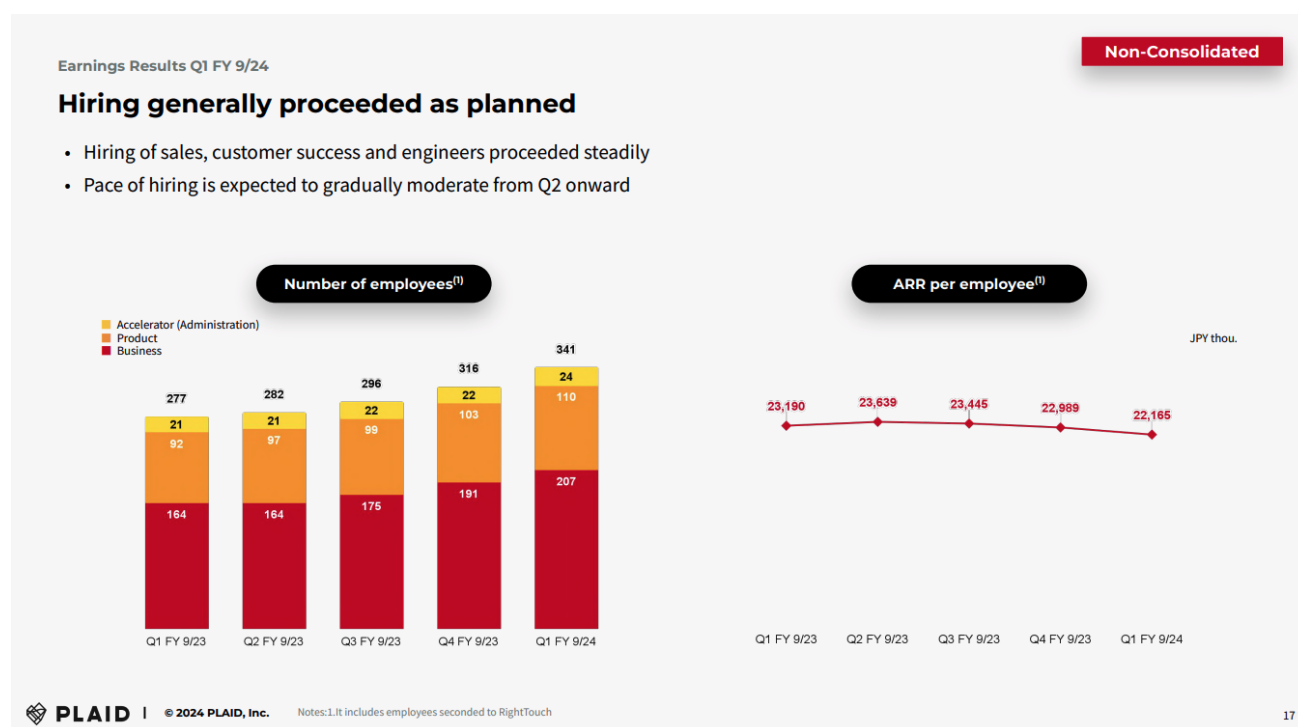 Non-Consolidated
Earnings Results Q1 FY 9/24
Hiring generally proceeded as planned
• Hiring of sales, customer success and engineers proceeded steadily
• Pace of hiring is expected to gradually moderate from Q2 onward
Number of employees(1)
Accelerator (Administration)
Product
Business
277
282
296
316
341
21
21
22
22
24
92
97
99
103
110
164
164
175
191
207
Q1 FY 9/23
Q2 FY 9/23
Q3 FY 9/23
Q4 FY 9/23
Q1 FY 9/24
ARR per employee(1)
JPY thou.
23,190
23,639
23,445
22,989
22,165
Q1 FY 9/23
Q2 FY 9/23
Q3 FY 9/23
Q4 FY 9/23
Q1 FY 9/24
PLAID | © 2024 PLAID, Inc.
Notes:1.It includes employees seconded to RightTouch
17